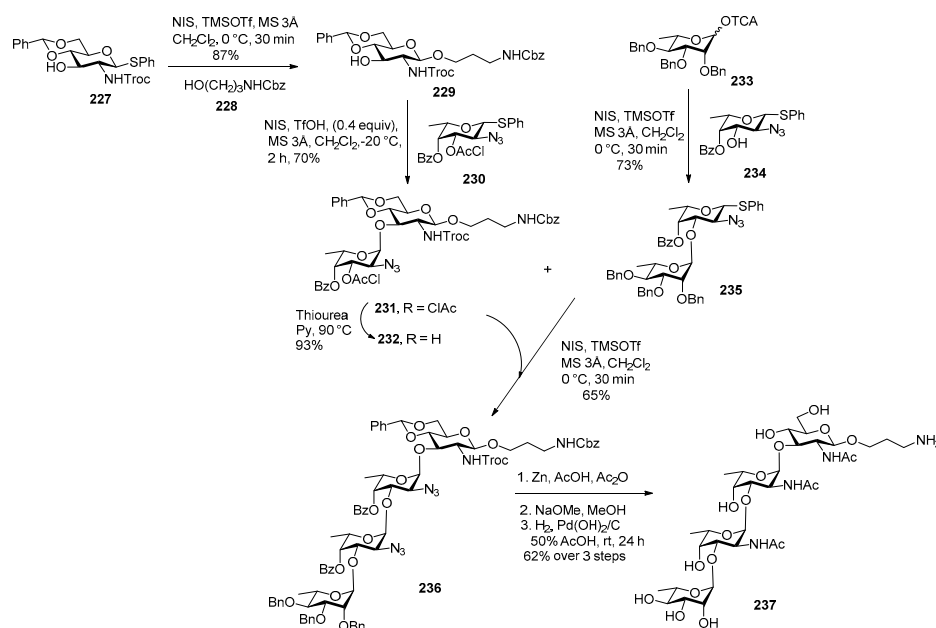 NIS, TMSOTf, MS 3Å
CH2Cl2, 0 °C, 30 min
87%
HO(CH2)3NHCbz
228
Ph
O
O
O
HO
SPh
NHTroc
227
Ph
O
O
O
HO
O
NHCbz
NHTroc
229
OTCA
O
BnO
BnO
OBn
233
NIS, TfOH, (0.4 equiv),
MS 3Å, CH2Cl2,-20 °C,
2 h, 70%
O
SPh
N3
BzO
OAcCl
230
NIS, TMSOTf
MS 3Å, CH2Cl2
0 °C, 30 min
73%
O
SPh
N3
OH
BzO
234
Ph
O
O
O
O
O
NHCbz
NHTroc
O
N3
BzO
OAcCl
231, R = ClAc
232, R = H
Thiourea
Py, 90 °C
93%
+
O
SPh
N3
BzO
O
O
BnO
BnO
OBn
235
NIS, TMSOTf
MS 3Å, CH2Cl2
0 °C, 30 min
65%
Ph
O
O
O
O
O
NHCbz
NHTroc
O
N3
BzO
O
O
N3
BzO
O
O
BnO
BnO
OBn
236
1. Zn, AcOH, Ac2O
2. NaOMe, MeOH
3. H2, Pd(OH)2/C
50% AcOH, rt, 24 h
62% over 3 steps
OH
HO
O
O
O
NHAc
O
NHAc
HO
O
O
NHAc
HO
O
O
HO
HO
OH
237